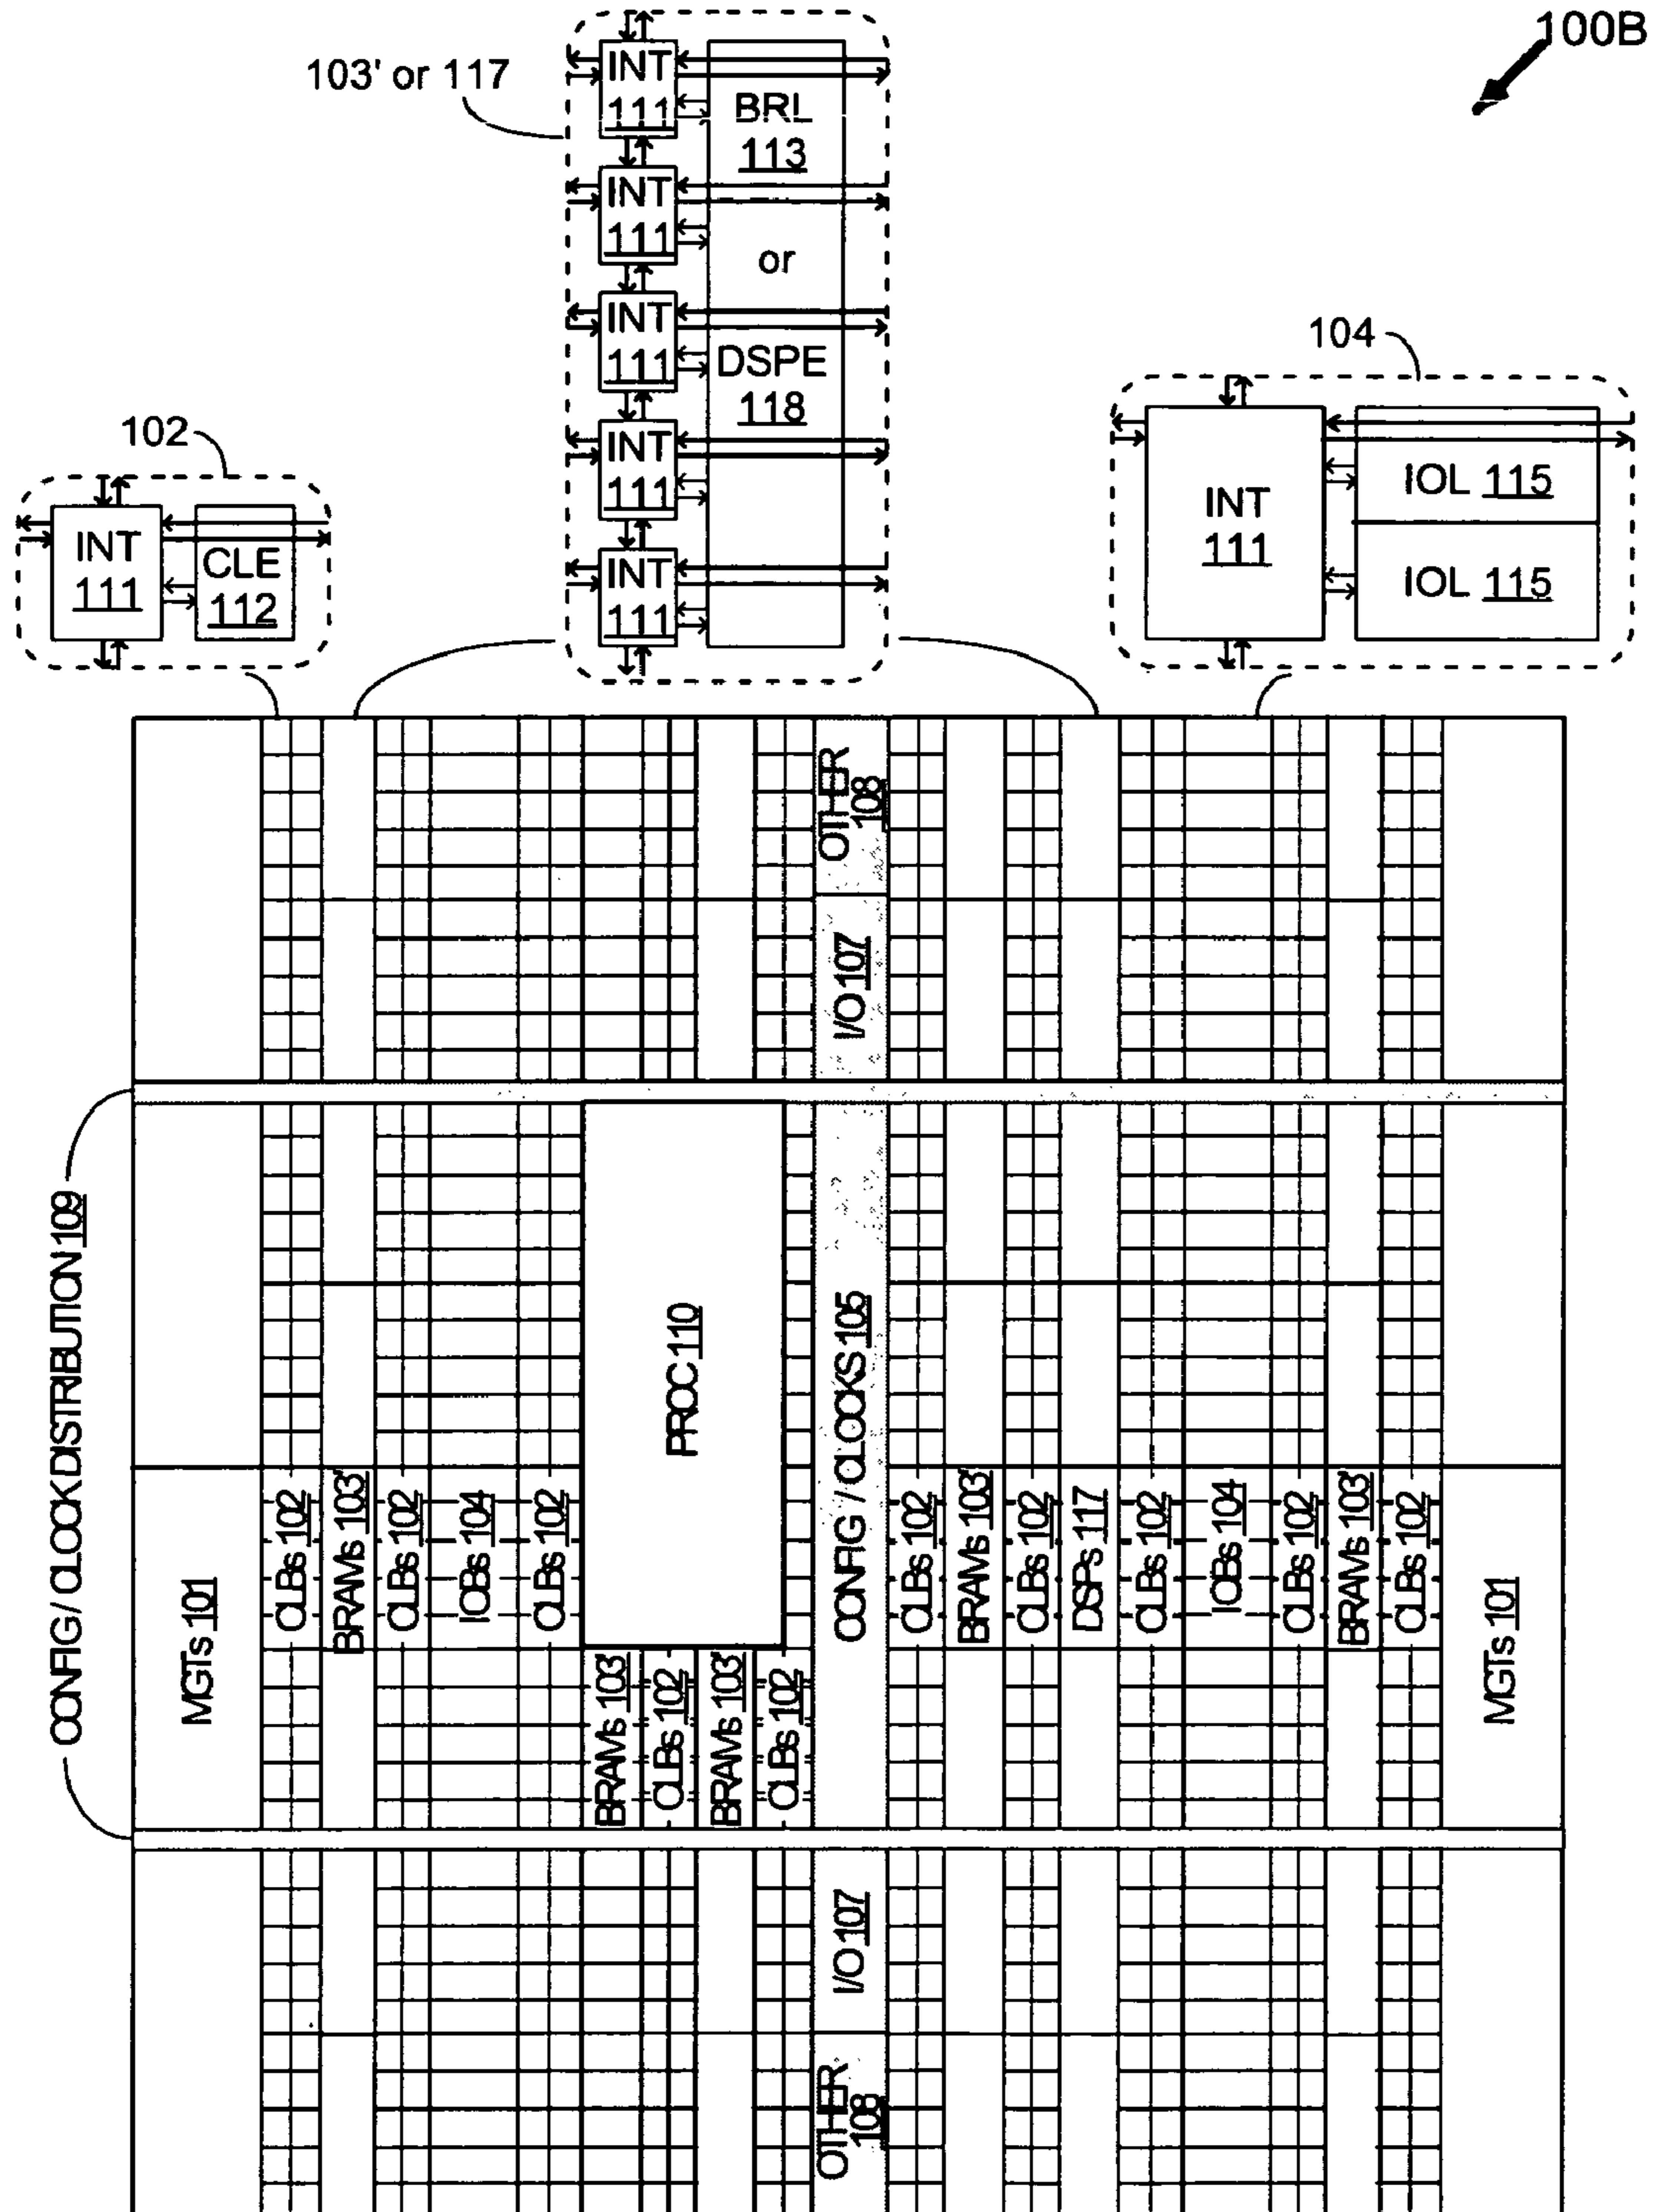 100B
103' or 117
INT
111
BRL
113
INT
111
or
INT
111
DSPE
118
INT
111
INT
111
104
INT
111
IOL 115
IOL 115
102
INT
111
CLE
112
OTHER
108
I/O 107
CONFIG / CLOCK DISTRIBUTION 109
PROC 110
CONFIG / CLOCKS 105
MGTs 101
CLBs 102
BRAMs 103'
CLBs 102
IOBs 104
CLBs 102
BRAMs 103'
CLBs 102
BRAMs 103'
CLBs 102
CLBs 102
BRAMs 103'
CLBs 102
DSPs 117
CLBs 102
IOBs 104
CLBs 102
BRAMs 103'
CLBs 102
MGTs 101
I/O 107
OTHER
108